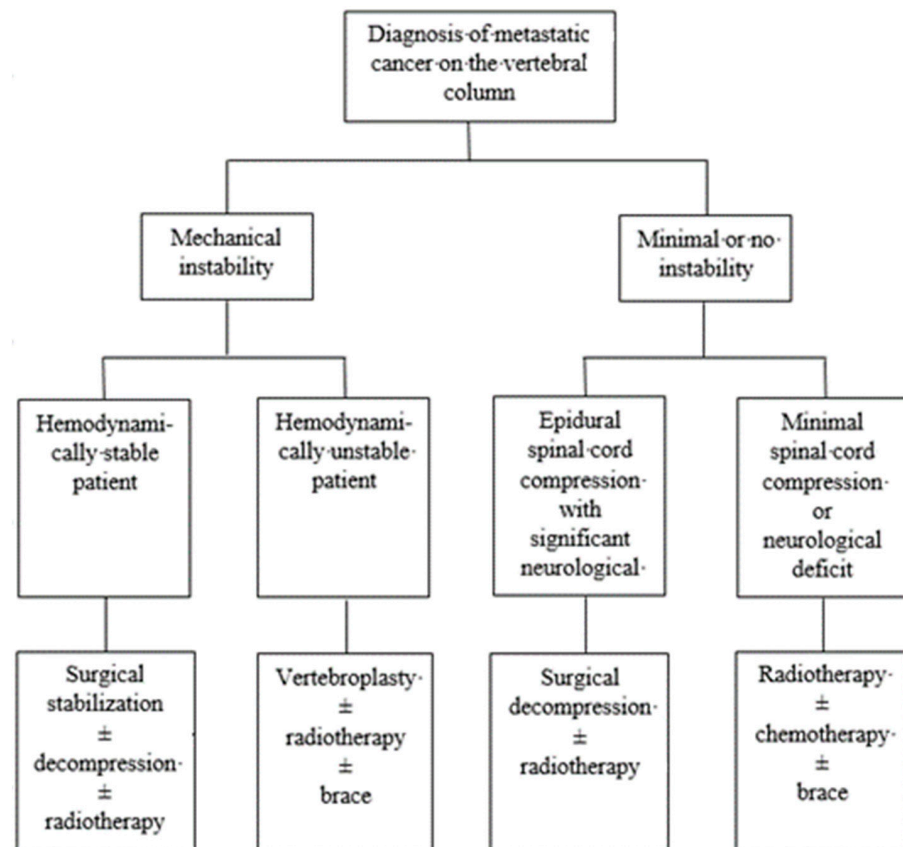 Diagnosis·of·metastatic
cancer·on·the·vertebral
column
Mechanical
instability
Minimal·or·no·
instability
Hemodynami-
cally·stable
patient
Hemodynami-
cally·unstable·
patient
Epidural
spinal·cord
compression·
with
significant
neurological·
Minimal
spinal·cord
compression·
or
neurological
deficit
Surgical
stabilization
±
decompression·
±
radiotherapy
Vertebroplasty·
±
radiotherapy
±
brace
Surgical
decompression·
±
radiotherapy
Radiotherapy·
±
chemotherapy·
±
brace